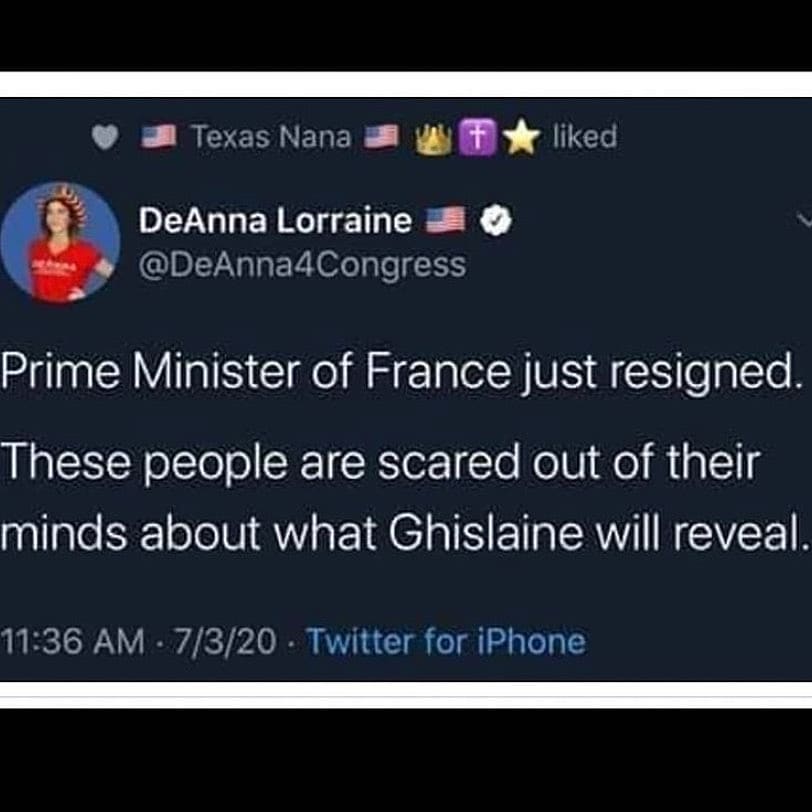 🇺🇸 Texas Nana 🇺🇸 👑✝️⭐ liked
DeAnna Lorraine 🇺🇸
@DeAnna4Congress
Prime Minister of France just resigned.
These people are scared out of their
minds about what Ghislaine will reveal.
11:36 AM · 7/3/20 · Twitter for iPhone